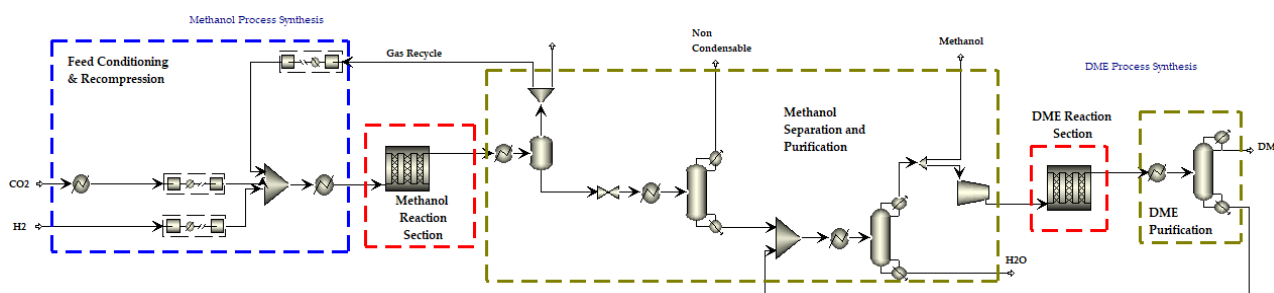 Methanol Process Synthesis
Feed Conditioning
& Recompression
Gas Recycle
Non
Condensable
Methanol
DME Process Synthesis
Methanol
Separation and
Purification
DME Reaction
Section
CO2
H2
Methanol
Reaction
Section
DM
DME
Purification
H2O